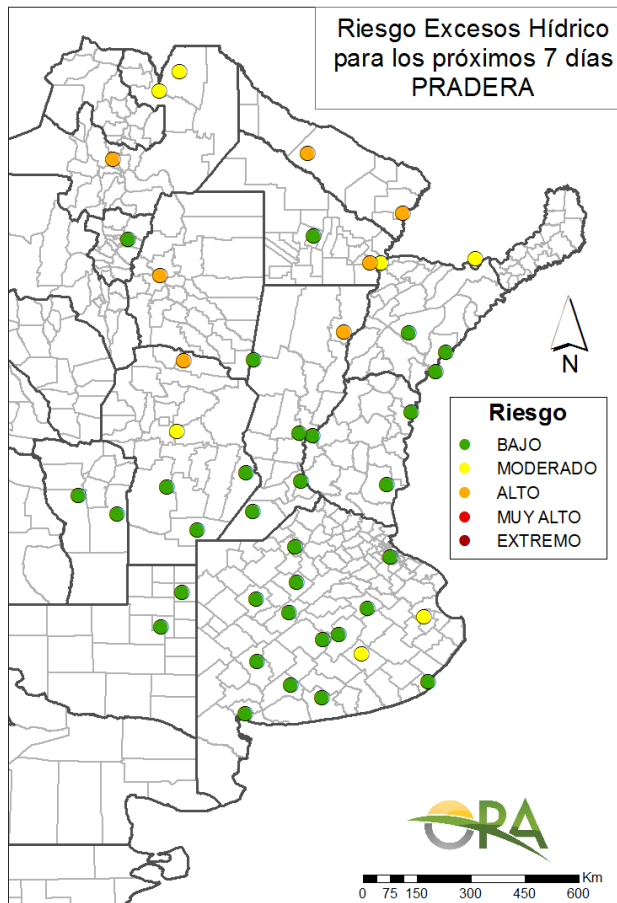 Riesgo Excesos Hídrico
para los próximos 7 días
PRADERA
N
Riesgo
BAJO
MODERADO
ALTO
MUY ALTO
EXTREMO
OPA
Km
0 75 150 300 450 600